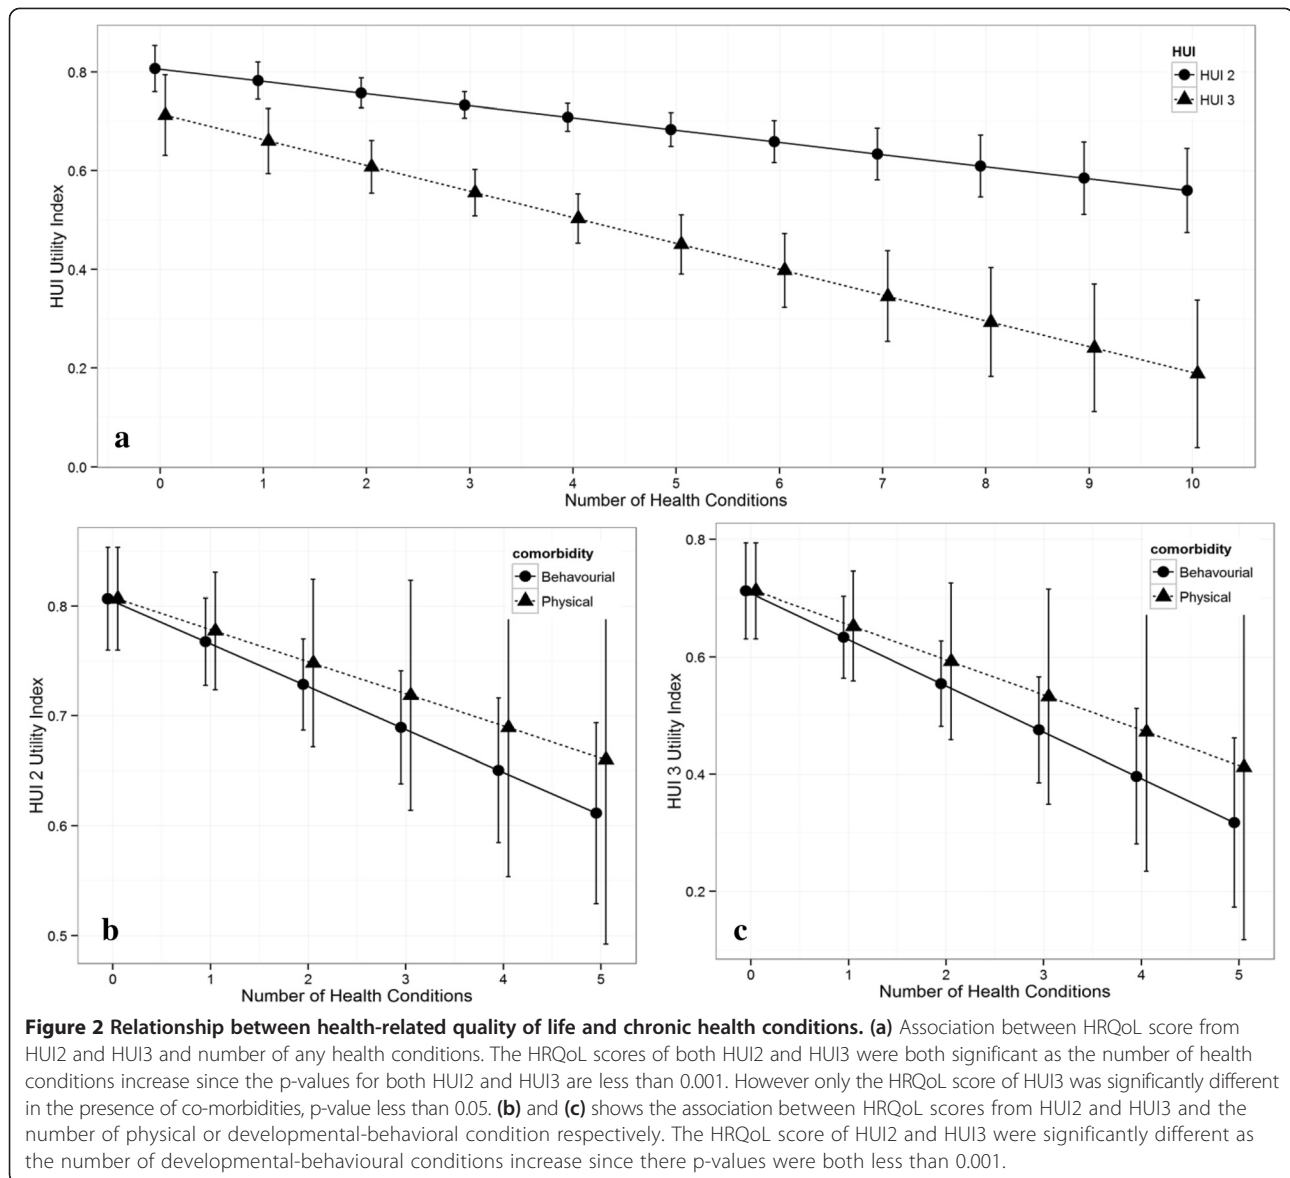 HUI
HUI 2
HUI 3
HUI Utility Index
0.8
0.6
0.4
0.2
0.0
a
0 1 2 3 4 5 6 7 8 9 10
Number of Health Conditions
comorbidity
Behavourial
Physical
HUI 2 Utility Index
0.8
0.7
0.6
0.5
b
0 1 2 3 4 5
Number of Health Conditions
comorbidity
Behavourial
Physical
HUI 3 Utility Index
0.8
0.6
0.4
0.2
c
0 1 2 3 4 5
Number of Health Conditions
Figure 2 Relationship between health-related quality of life and chronic health conditions. (a) Association between HRQoL score from
HUI2 and HUI3 and number of any health conditions. The HRQoL scores of both HUI2 and HUI3 were both significant as the number of health
conditions increase since the p-values for both HUI2 and HUI3 are less than 0.001. However only the HRQoL score of HUI3 was significantly different
in the presence of co-morbidities, p-value less than 0.05. (b) and (c) shows the association between HRQoL scores from HUI2 and HUI3 and the
number of physical or developmental-behavioral condition respectively. The HRQoL score of HUI2 and HUI3 were significantly different as
the number of developmental-behavioural conditions increase since there p-values were both less than 0.001.